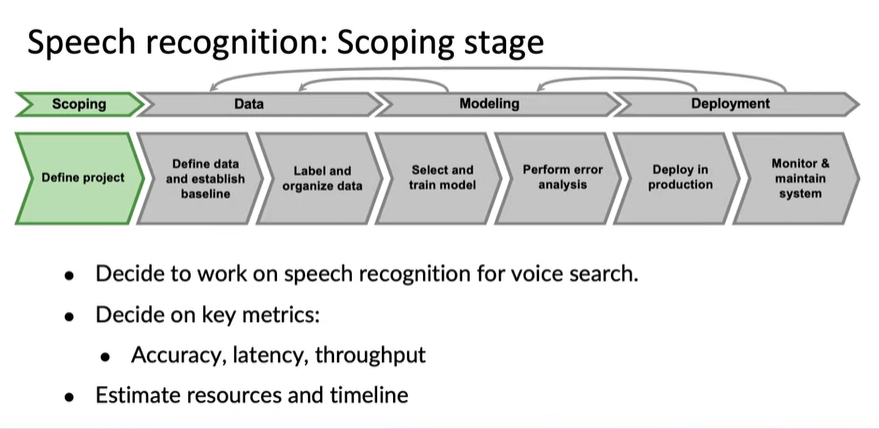 Speech recognition: Scoping stage
Scoping
Data
Modeling
Deployment
Define project
Define data
and establish
baseline
Label and
organize data
Select and
train model
Perform error
analysis
Deploy in
production
Monitor &
maintain
system
• Decide to work on speech recognition for voice search.
• Decide on key metrics:
• Accuracy, latency, throughput
• Estimate resources and timeline